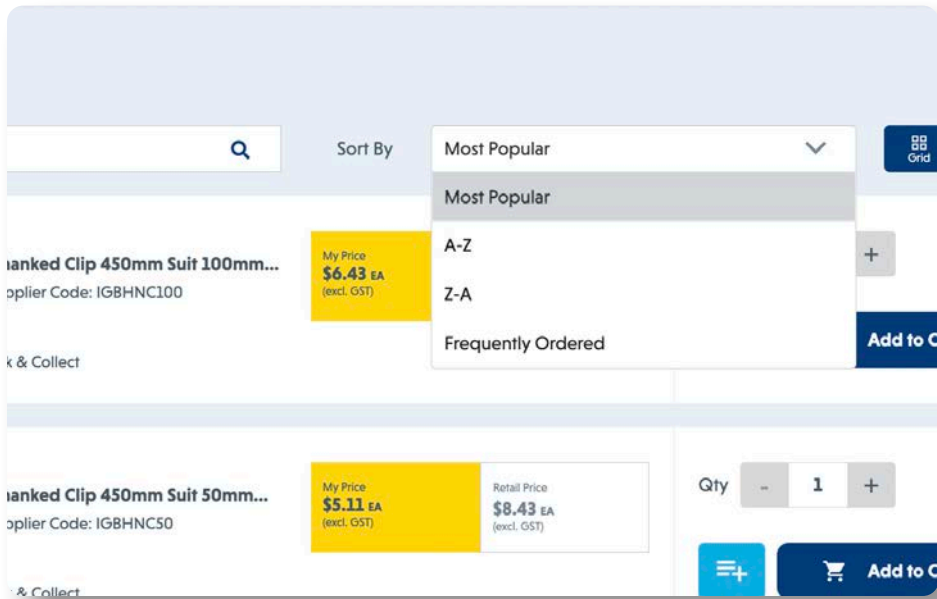 Sort By
Most Popular
Grid
Most Popular
A-Z
Z-A
Frequently Ordered
anked Clip 450mm Suit 100mm...
pplier Code: IGBHNC100
My Price
$6.43 EA
(excl. GST)
+
k & Collect
Add to C
anked Clip 450mm Suit 50mm...
pplier Code: IGBHNC50
My Price
$5.11 EA
(excl. GST)
Retail Price
$8.43 EA
(excl. GST)
Qty - 1 +
& Collect
Add to C